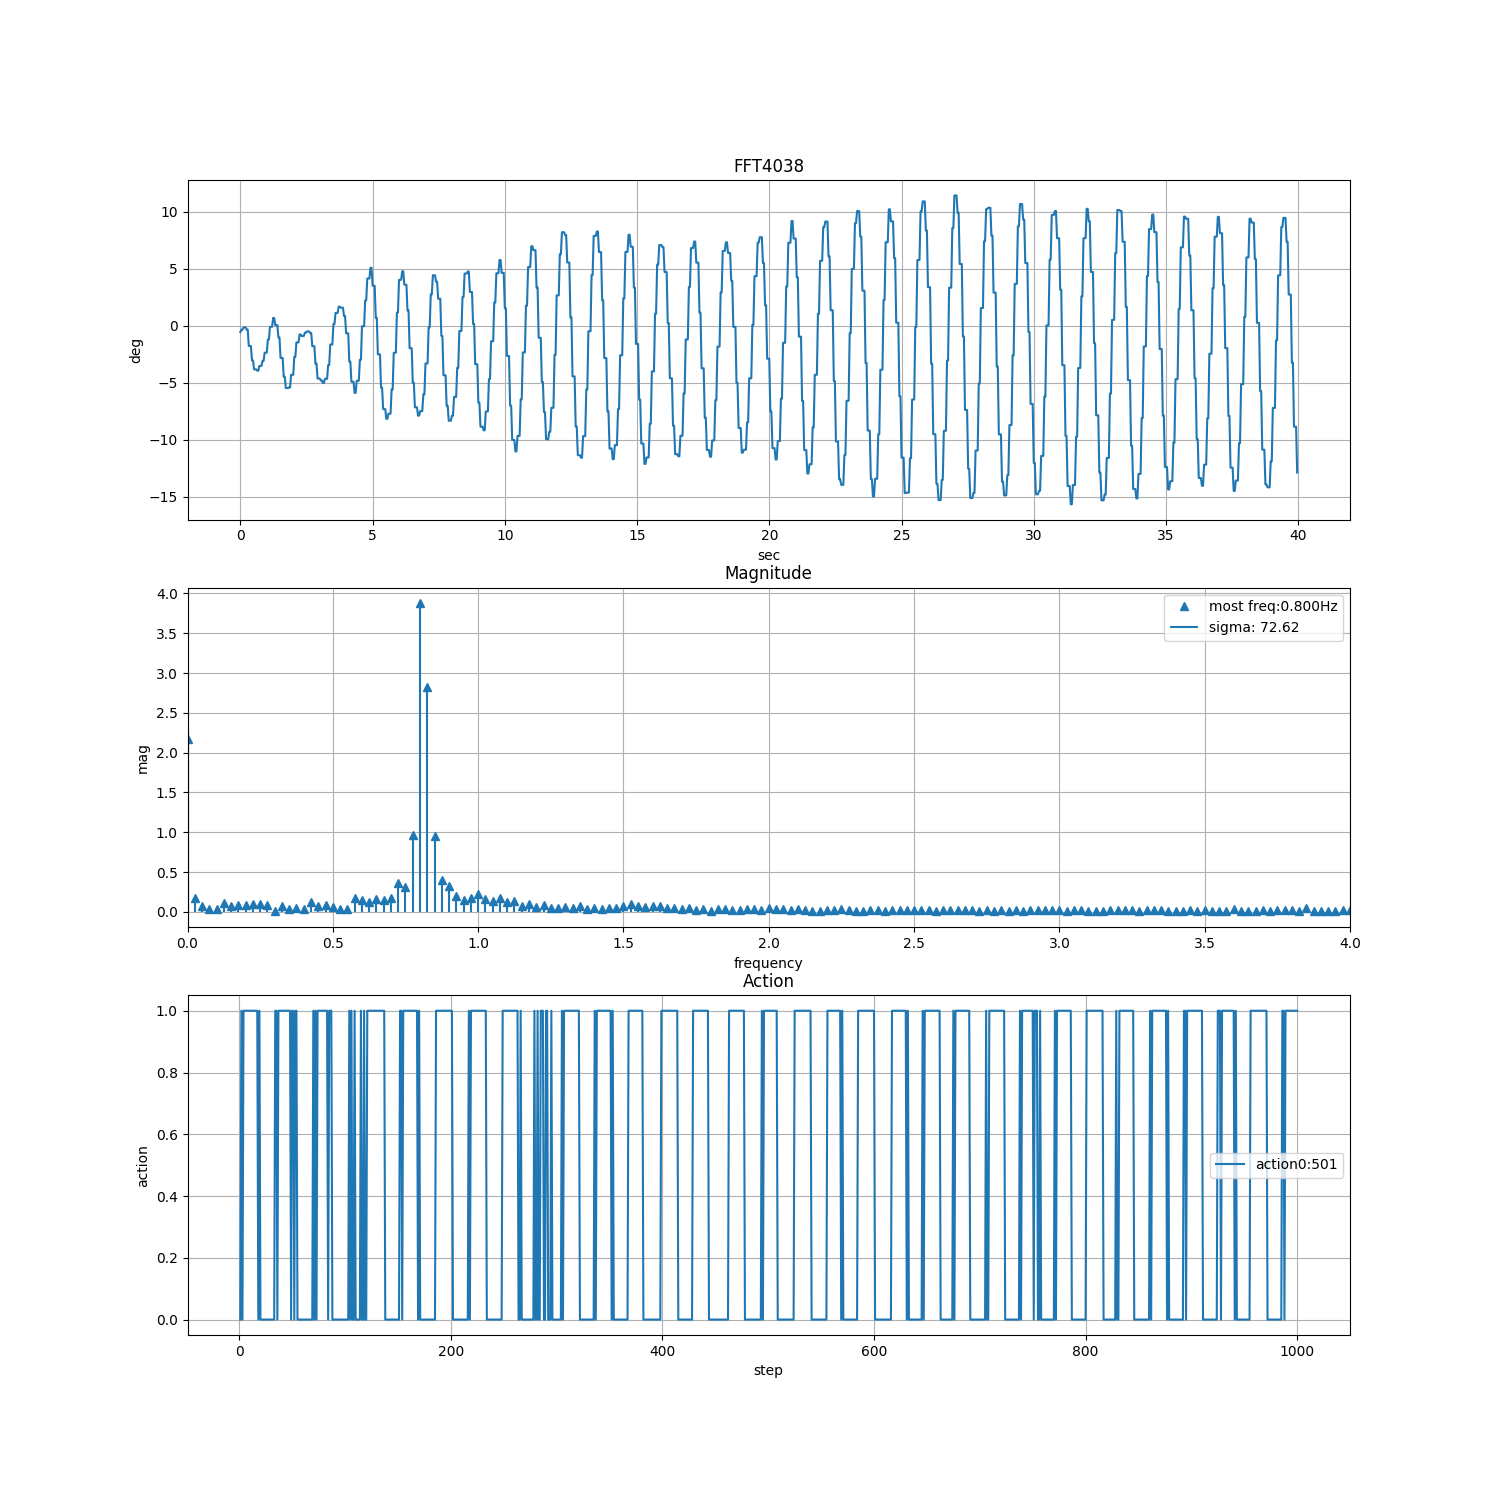 FFT4038
10
5
0
−5
−10
−15
deg
0 5 10 15 20 25 30 35 40
sec
Magnitude
4.0
3.5
3.0
2.5
2.0
1.5
1.0
0.5
0.0
mag
most freq:0.800Hz
sigma: 72.62
0.0 0.5 1.0 1.5 2.0 2.5 3.0 3.5 4.0
frequency
Action
1.0
0.8
0.6
0.4
0.2
0.0
action
action0:501
0 200 400 600 800 1000
step